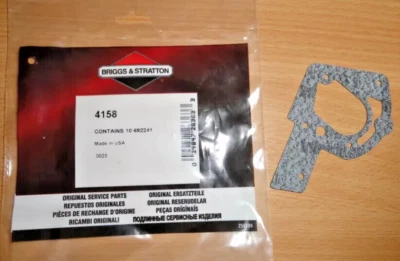 BRIGGS & STRATTON
4158
CONTAINS 10 692241
Made in USA
ORIGINAL SERVICE PARTS
REPUESTOS ORIGINALES
PIÈCES DE RECHANGE D'ORIGINE
RICAMBI ORIGINALI
ORIGINAL ERSATZTEILE
ORIGINAL RESERVDELAR
PEÇAS ORIGINAIS
ПОДЛИННЫЕ СЕРВИСНЫЕ ИЗДЕЛИЯ